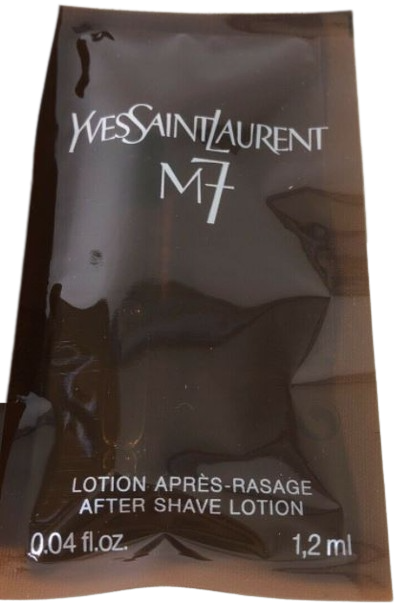 YVESSAINTLAURENT
M7
LOTION APRÈS-RASAGE
AFTER SHAVE LOTION
0.04 fl.oz. 1,2 ml